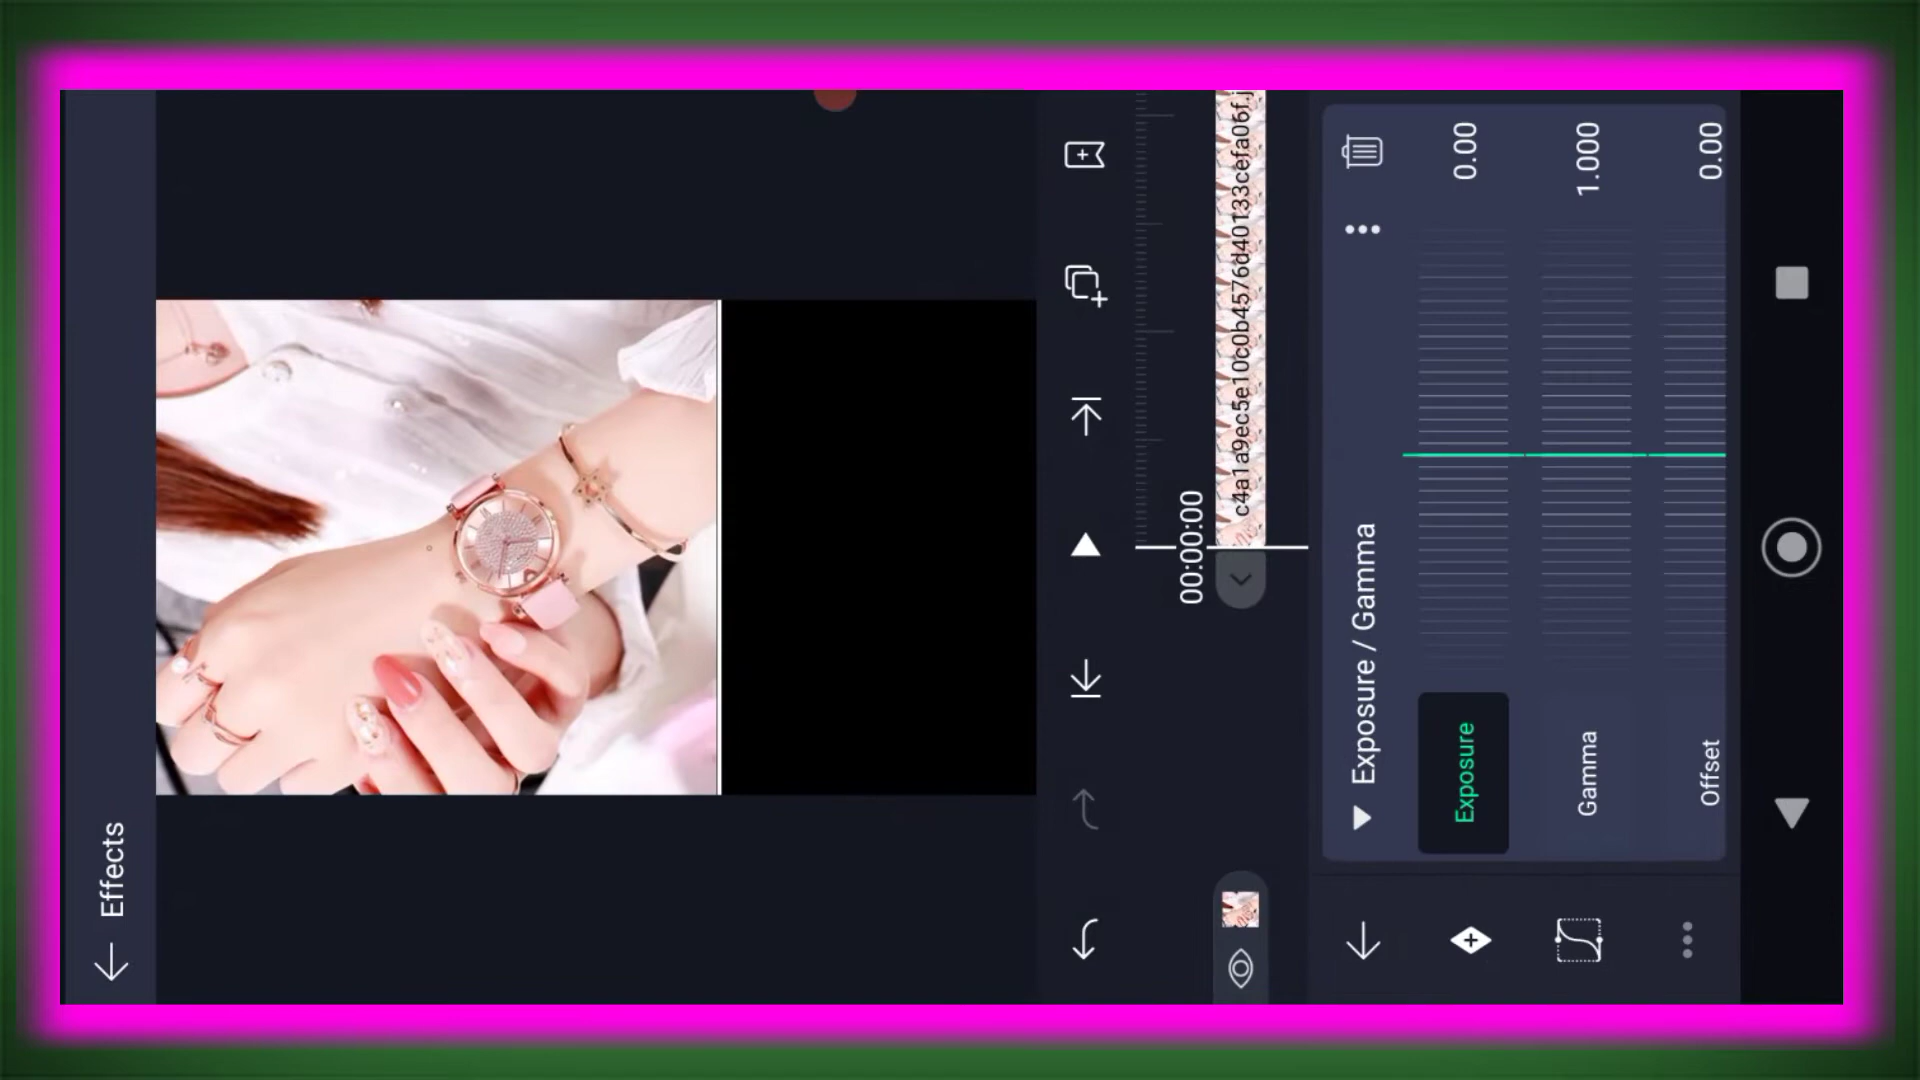 Effects
00:00:00
c4a1a9ec5e10c0b4576d40133cefa06f.j
Exposure / Gamma
Exposure
0.00
Gamma
1.000
Offset
0.00